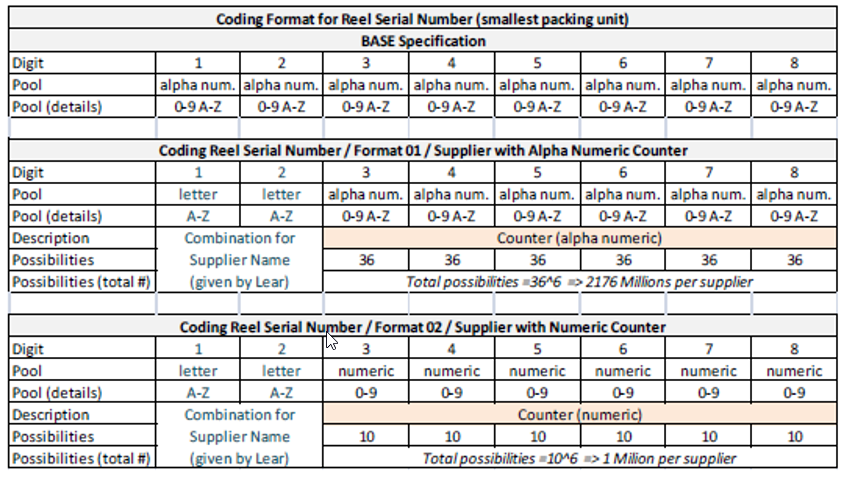 Coding Format for Reel Serial Number (smallest packing unit)
BASE Specification
Digit 1 2 3 4 5 6 7 8
Pool alpha num. alpha num. alpha num. alpha num. alpha num. alpha num. alpha num. alpha num.
Pool (details) 0-9 A-Z 0-9 A-Z 0-9 A-Z 0-9 A-Z 0-9 A-Z 0-9 A-Z 0-9 A-Z 0-9 A-Z
Coding Reel Serial Number / Format 01 / Supplier with Alpha Numeric Counter
Digit 1 2 3 4 5 6 7 8
Pool letter letter alpha num. alpha num. alpha num. alpha num. alpha num. alpha num.
Pool (details) A-Z A-Z 0-9 A-Z 0-9 A-Z 0-9 A-Z 0-9 A-Z 0-9 A-Z 0-9 A-Z
Description Combination for Counter (alpha numeric)
Possibilities Supplier Name 36 36 36 36 36 36
Possibilities (total #) (given by Lear) Total possibilities =36^6 => 2176 Millions per supplier
Coding Reel Serial Number / Format 02 / Supplier with Numeric Counter
Digit 1 2 3 4 5 6 7 8
Pool letter letter numeric numeric numeric numeric numeric numeric
Pool (details) A-Z A-Z 0-9 0-9 0-9 0-9 0-9 0-9
Description Combination for Counter (numeric)
Possibilities Supplier Name 10 10 10 10 10 10
Possibilities (total #) (given by Lear) Total possibilities =10^6 => 1 Milion per supplier